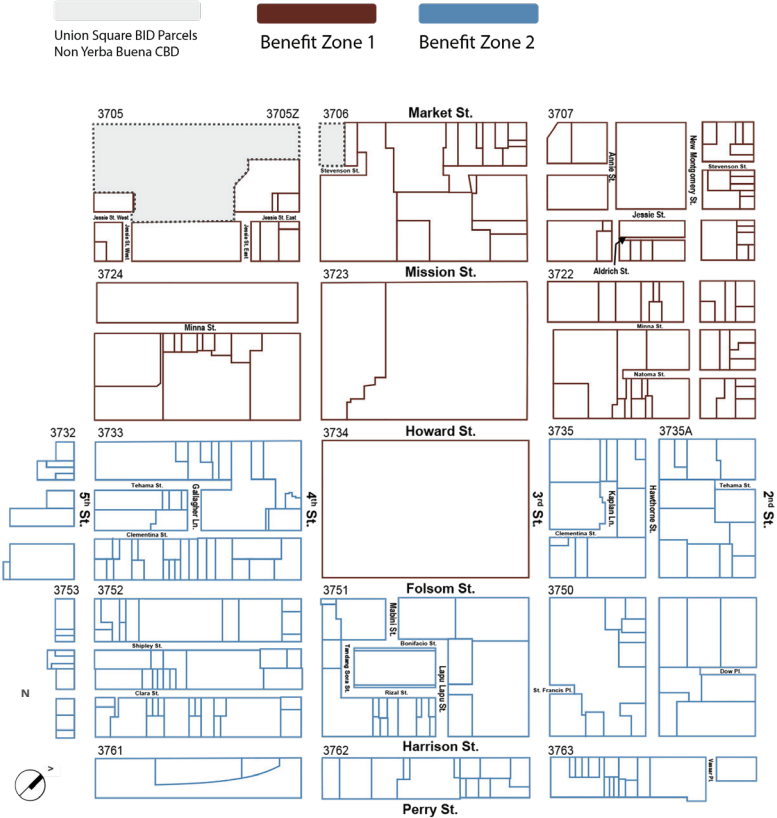 Union Square BID Parcels
Non Yerba Buena CBD
Benefit Zone 1
Benefit Zone 2
3705
3705Z
3706
Market St.
3707
Annie St.
New Montgomery St.
Stevenson St.
Stevenson St.
Jessie St. West
Jessie St. East
Jessie St.
Jessie St. West
Jessie St. East
Aldrich St.
3724
3723
Mission St.
3722
Minna St.
Minna St.
Natoma St.
3732
3733
3734
Howard St.
3735
3735A
5th St.
Tehama St.
Gallagher Ln.
4th St.
3rd St.
Kaplan Ln.
Hawthorne St.
Tehama St.
2nd St.
Clementina St.
Clementina St.
3753
3752
3751
Folsom St.
3750
Mabini St.
Shipley St.
Bonifacio St.
Tandang Sora St.
Lapu Lapu St.
Dow Pl.
N
Clara St.
Rizal St.
St. Francis Pl.
3761
3762
Harrison St.
3763
Vassar Pl.
Perry St.